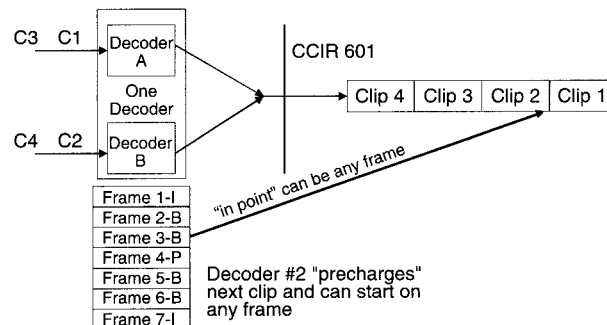 C3 C1
Decoder
A
One
Decoder
C4 C2
Decoder
B
CCIR 601
Clip 4
Clip 3
Clip 2
Clip 1
"in point" can be any frame
Frame 1-I
Frame 2-B
Frame 3-B
Frame 4-P
Frame 5-B
Frame 6-B
Frame 7-I
Decoder #2 "precharges"
next clip and can start on
any frame